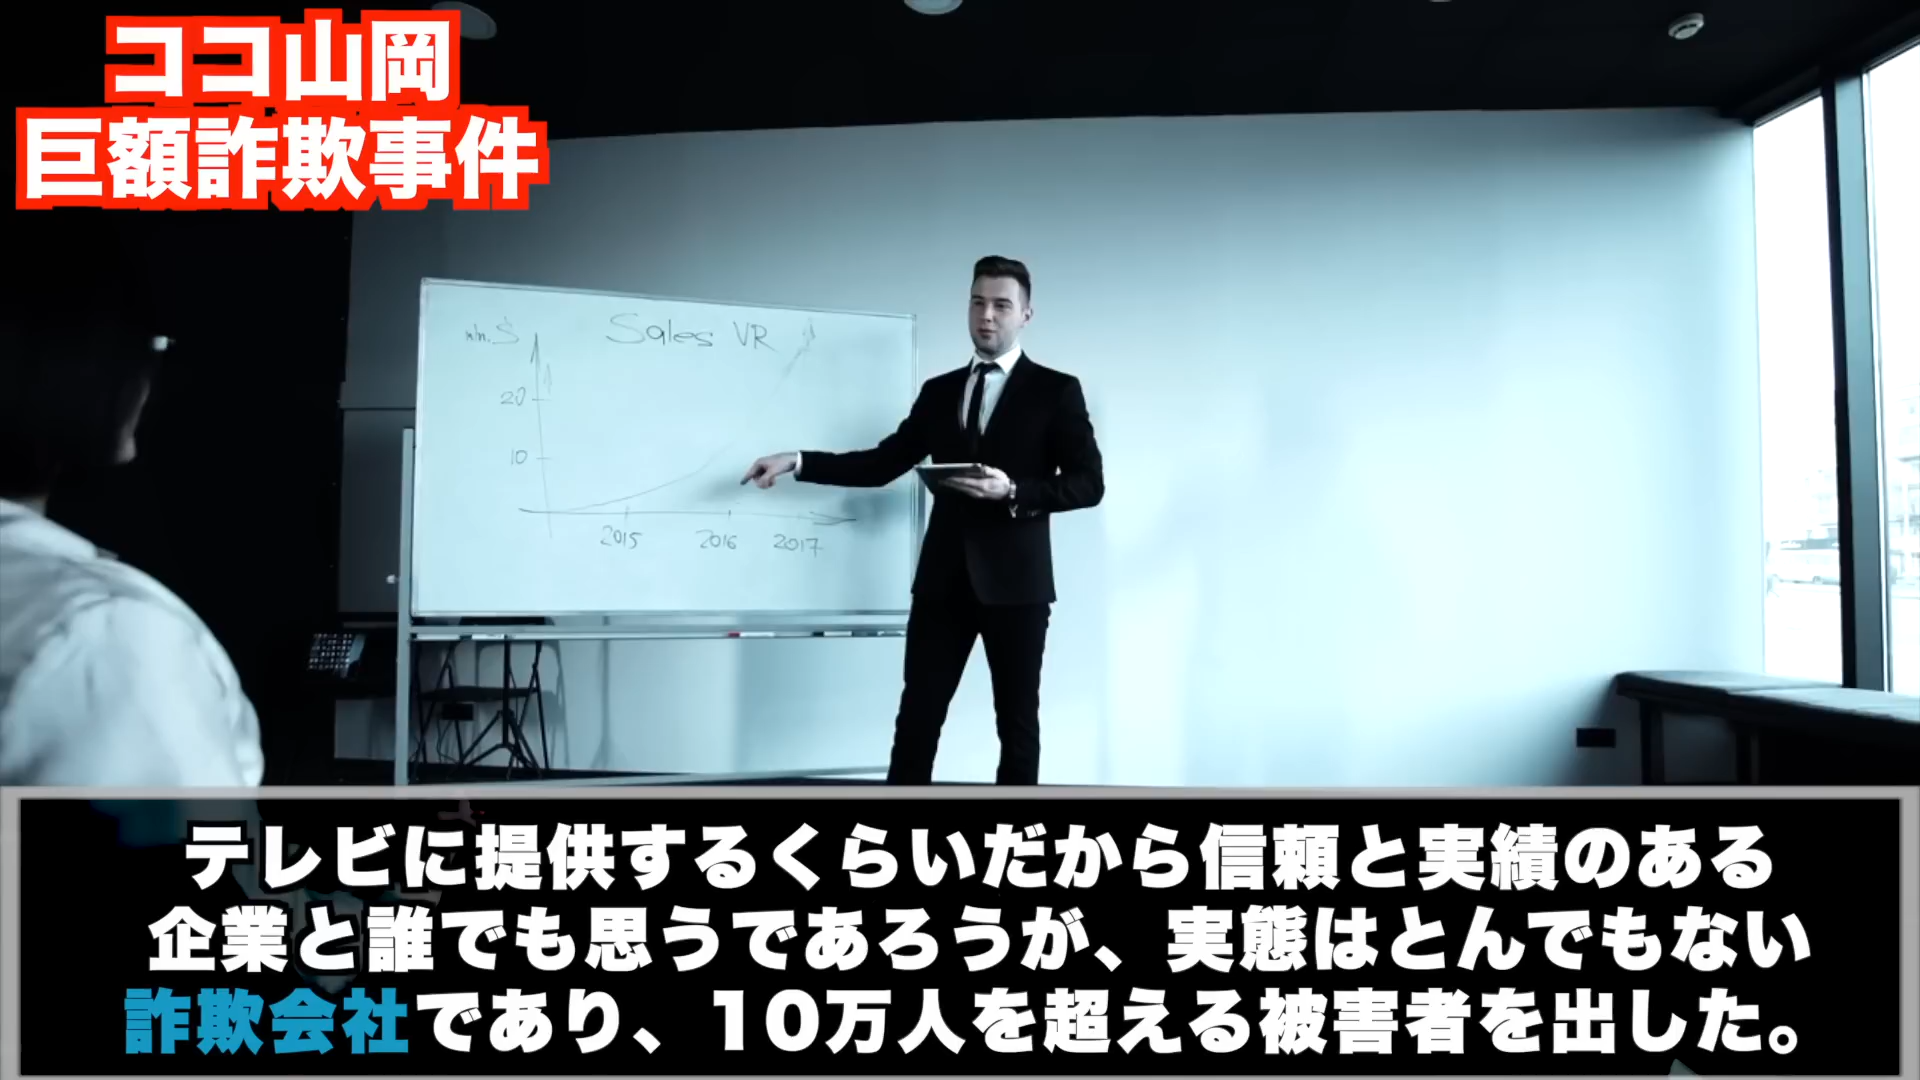 ココ山岡
巨額詐欺事件
mln.$
Sales VR
20
10
2015 2016 2017
テレビに提供するくらいだから信頼と実績のある
企業と誰でも思うであろうが、実態はとんでもない
詐欺会社であり、10万人を超える被害者を出した。